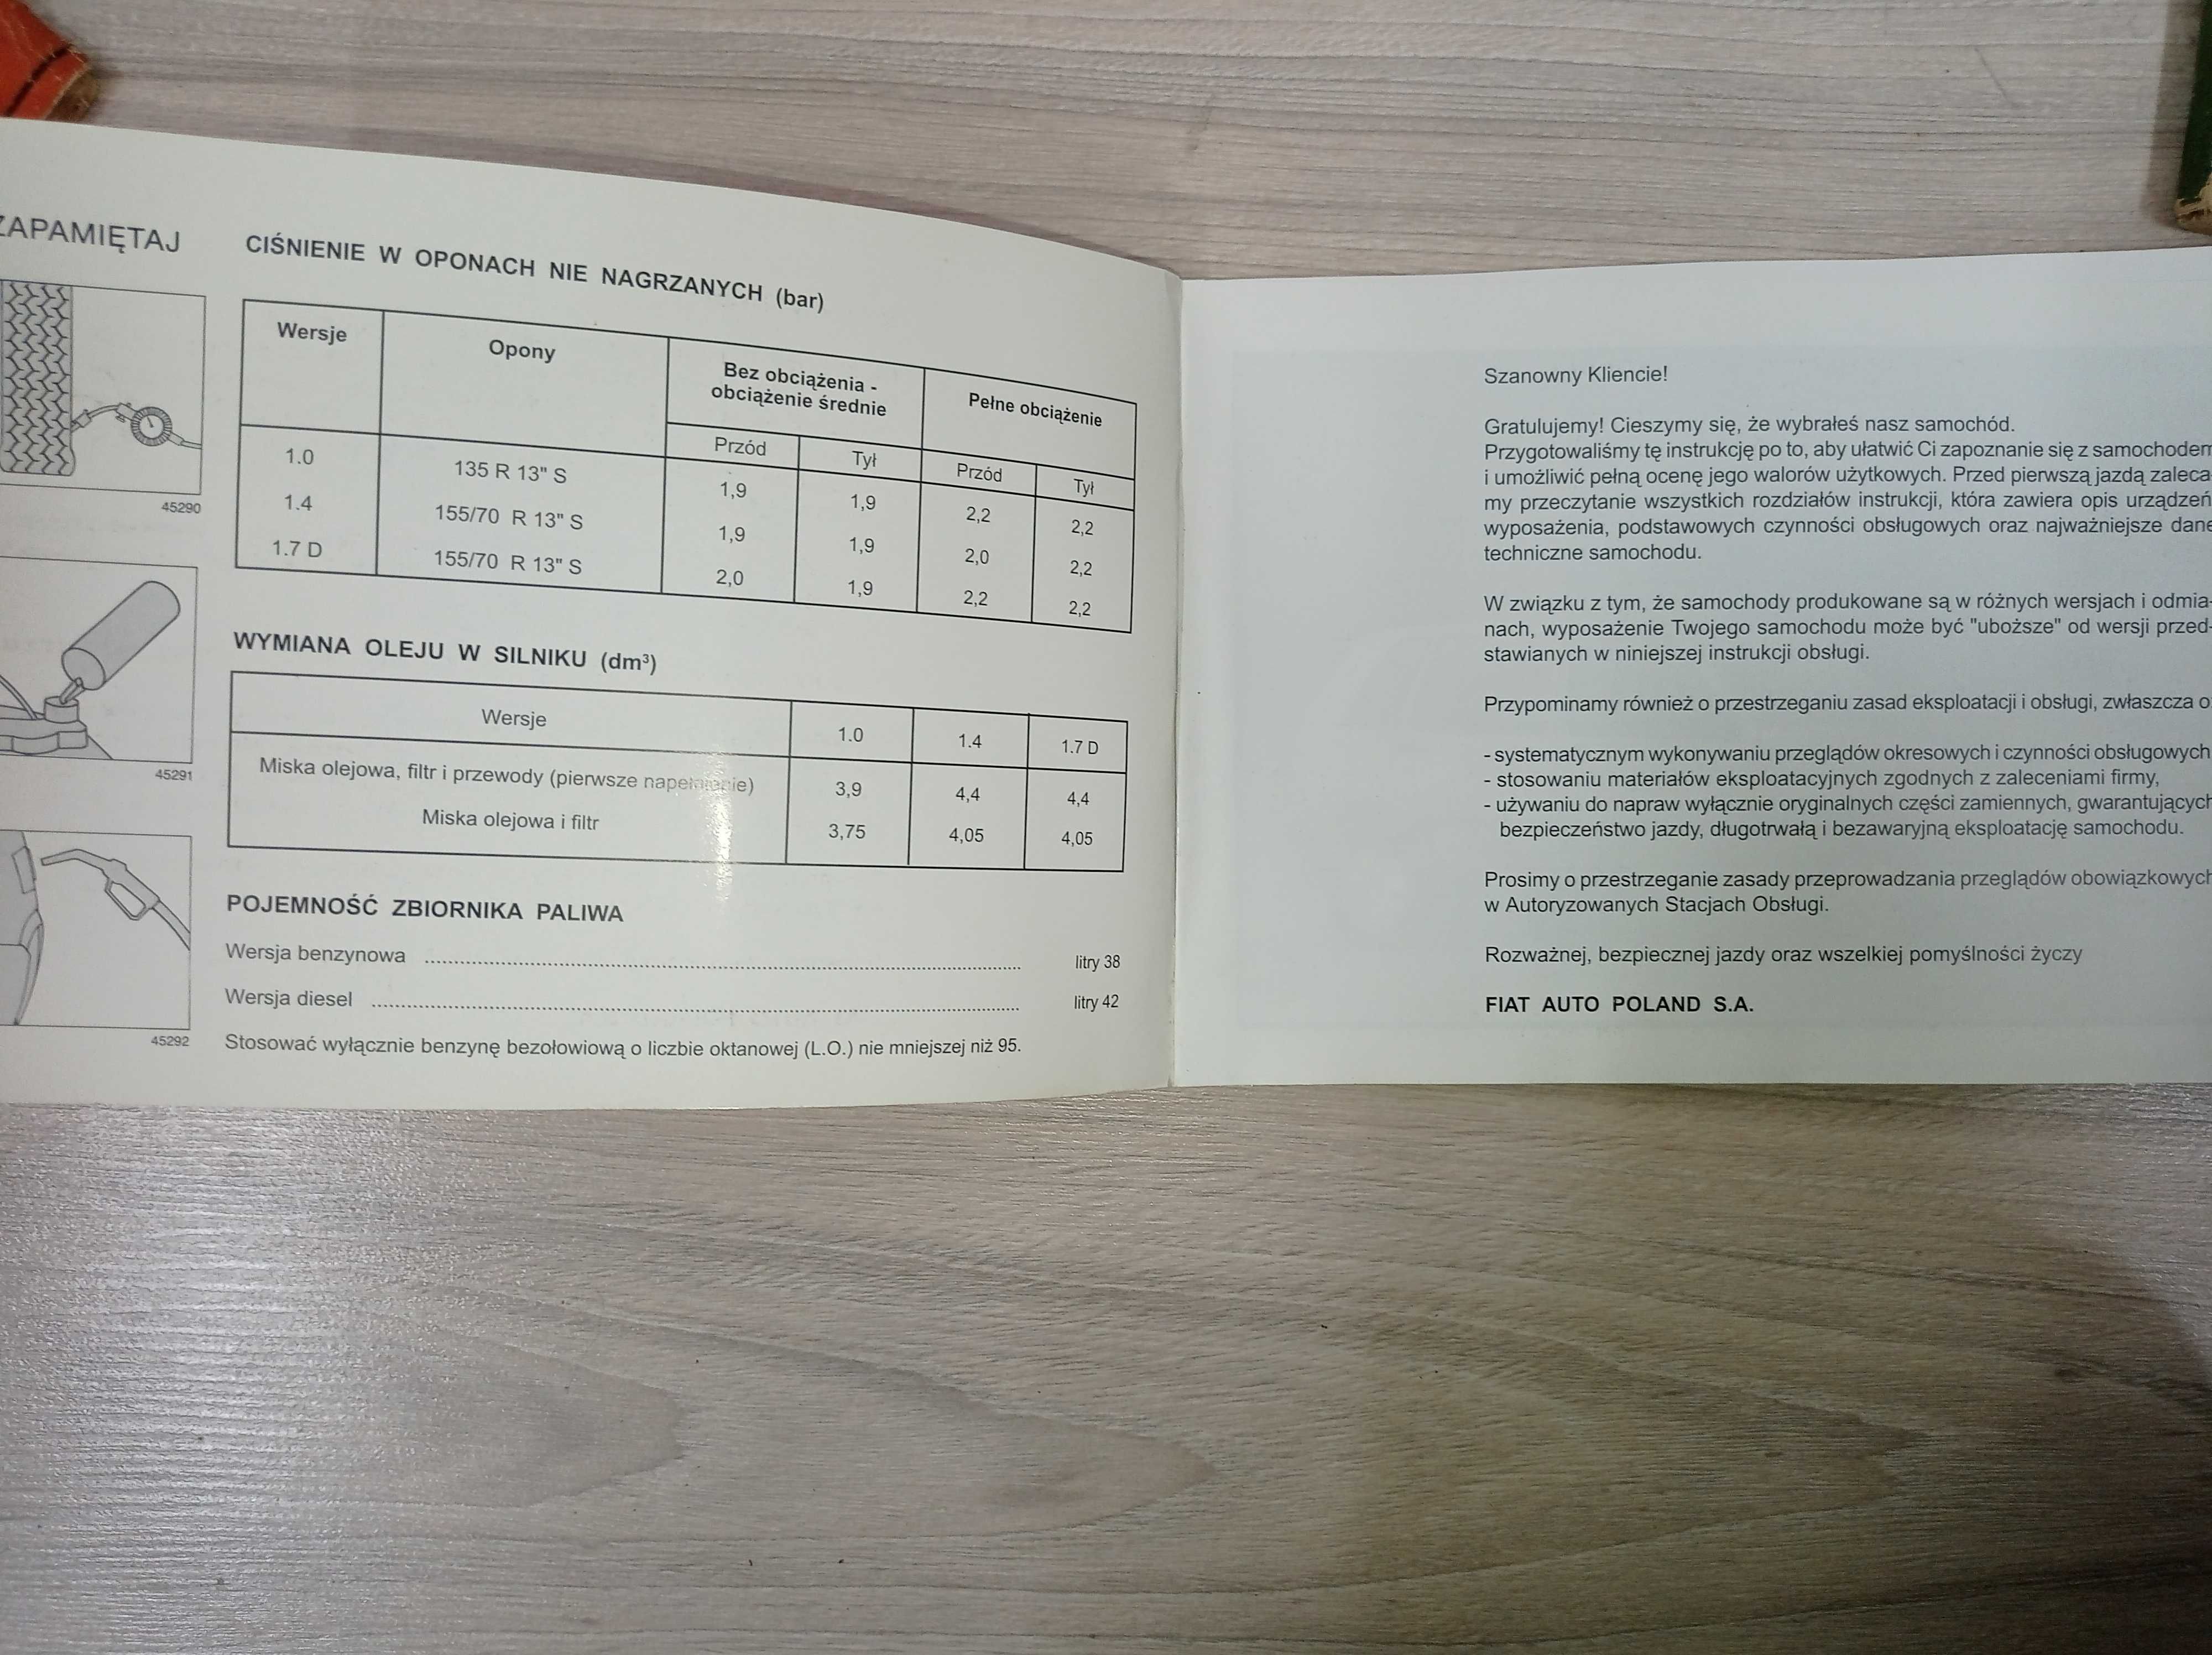 ZAPAMIĘTAJ
45290
45291
45292
CIŚNIENIE W OPONACH NIE NAGRZANYCH (bar)
Wersje Opony Bez obciążenia - obciążenie średnie Pełne obciążenie
Przód Tył Przód Tył
1.0 135 R 13" S 1,9 1,9 2,2 2,2
1.4 155/70 R 13" S 1,9 1,9 2,0 2,2
1.7 D 155/70 R 13" S 2,0 1,9 2,2 2,2
WYMIANA OLEJU W SILNIKU (dm³)
Wersje 1.0 1.4 1.7 D
Miska olejowa, filtr i przewody (pierwsze napełnienie) 3,9 4,4 4,4
Miska olejowa i filtr 3,75 4,05 4,05
POJEMNOŚĆ ZBIORNIKA PALIWA
Wersja benzynowa litry 38
Wersja diesel litry 42
Stosować wyłącznie benzynę bezołowiową o liczbie oktanowej (L.O.) nie mniejszej niż 95.
Szanowny Kliencie!
Gratulujemy! Cieszymy się, że wybrałeś nasz samochód.
Przygotowaliśmy tę instrukcję po to, aby ułatwić Ci zapoznanie się z samochodem
i umożliwić pełną ocenę jego walorów użytkowych. Przed pierwszą jazdą zaleca
my przeczytanie wszystkich rozdziałów instrukcji, która zawiera opis urządzeń
wyposażenia, podstawowych czynności obsługowych oraz najważniejsze dane
techniczne samochodu.
W związku z tym, że samochody produkowane są w różnych wersjach i odmia-
nach, wyposażenie Twojego samochodu może być "uboższe" od wersji przed-
stawianych w niniejszej instrukcji obsługi.
Przypominamy również o przestrzeganiu zasad eksploatacji i obsługi, zwłaszcza o
- systematycznym wykonywaniu przeglądów okresowych i czynności obsługowych
- stosowaniu materiałów eksploatacyjnych zgodnych z zaleceniami firmy,
- używaniu do napraw wyłącznie oryginalnych części zamiennych, gwarantujących
bezpieczeństwo jazdy, długotrwałą i bezawaryjną eksploatację samochodu.
Prosimy o przestrzeganie zasady przeprowadzania przeglądów obowiązkowych
w Autoryzowanych Stacjach Obsługi.
Rozważnej, bezpiecznej jazdy oraz wszelkiej pomyślności życzy
FIAT AUTO POLAND S.A.